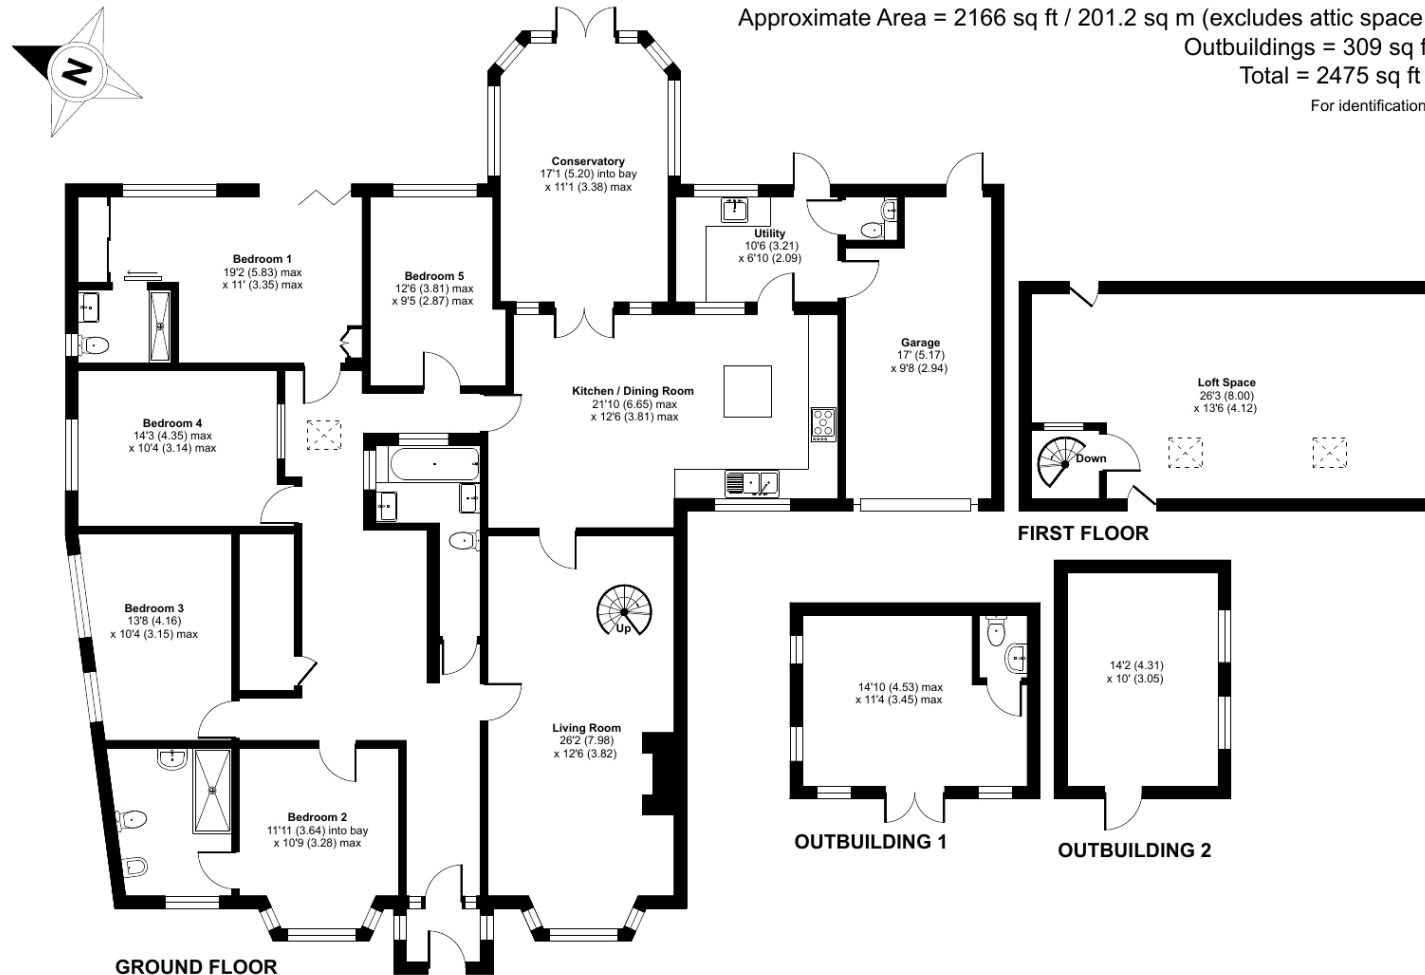 Approximate Area = 2166 sq ft / 201.2 sq m (excludes attic space
Outbuildings = 309 sq f
Total = 2475 sq ft
For identification
N
Conservatory
17'1 (5.20) into bay
x 11'1 (3.38) max
Utility
10'6 (3.21)
x 6'10 (2.09)
Bedroom 1
19'2 (5.83) max
x 11' (3.35) max
Bedroom 5
12'6 (3.81) max
x 9'5 (2.87) max
Garage
17' (5.17)
x 9'8 (2.94)
Kitchen / Dining Room
21'10 (6.65) max
x 12'6 (3.81) max
Loft Space
26'3 (8.00)
x 13'6 (4.12)
Bedroom 4
14'3 (4.35) max
x 10'4 (3.14) max
Down
FIRST FLOOR
Bedroom 3
13'8 (4.16)
x 10'4 (3.15) max
Up
Living Room
26'2 (7.98)
x 12'6 (3.82)
14'10 (4.53) max
x 11'4 (3.45) max
14'2 (4.31)
x 10' (3.05)
Bedroom 2
11'11 (3.64) into bay
x 10'9 (3.28) max
OUTBUILDING 1
OUTBUILDING 2
GROUND FLOOR